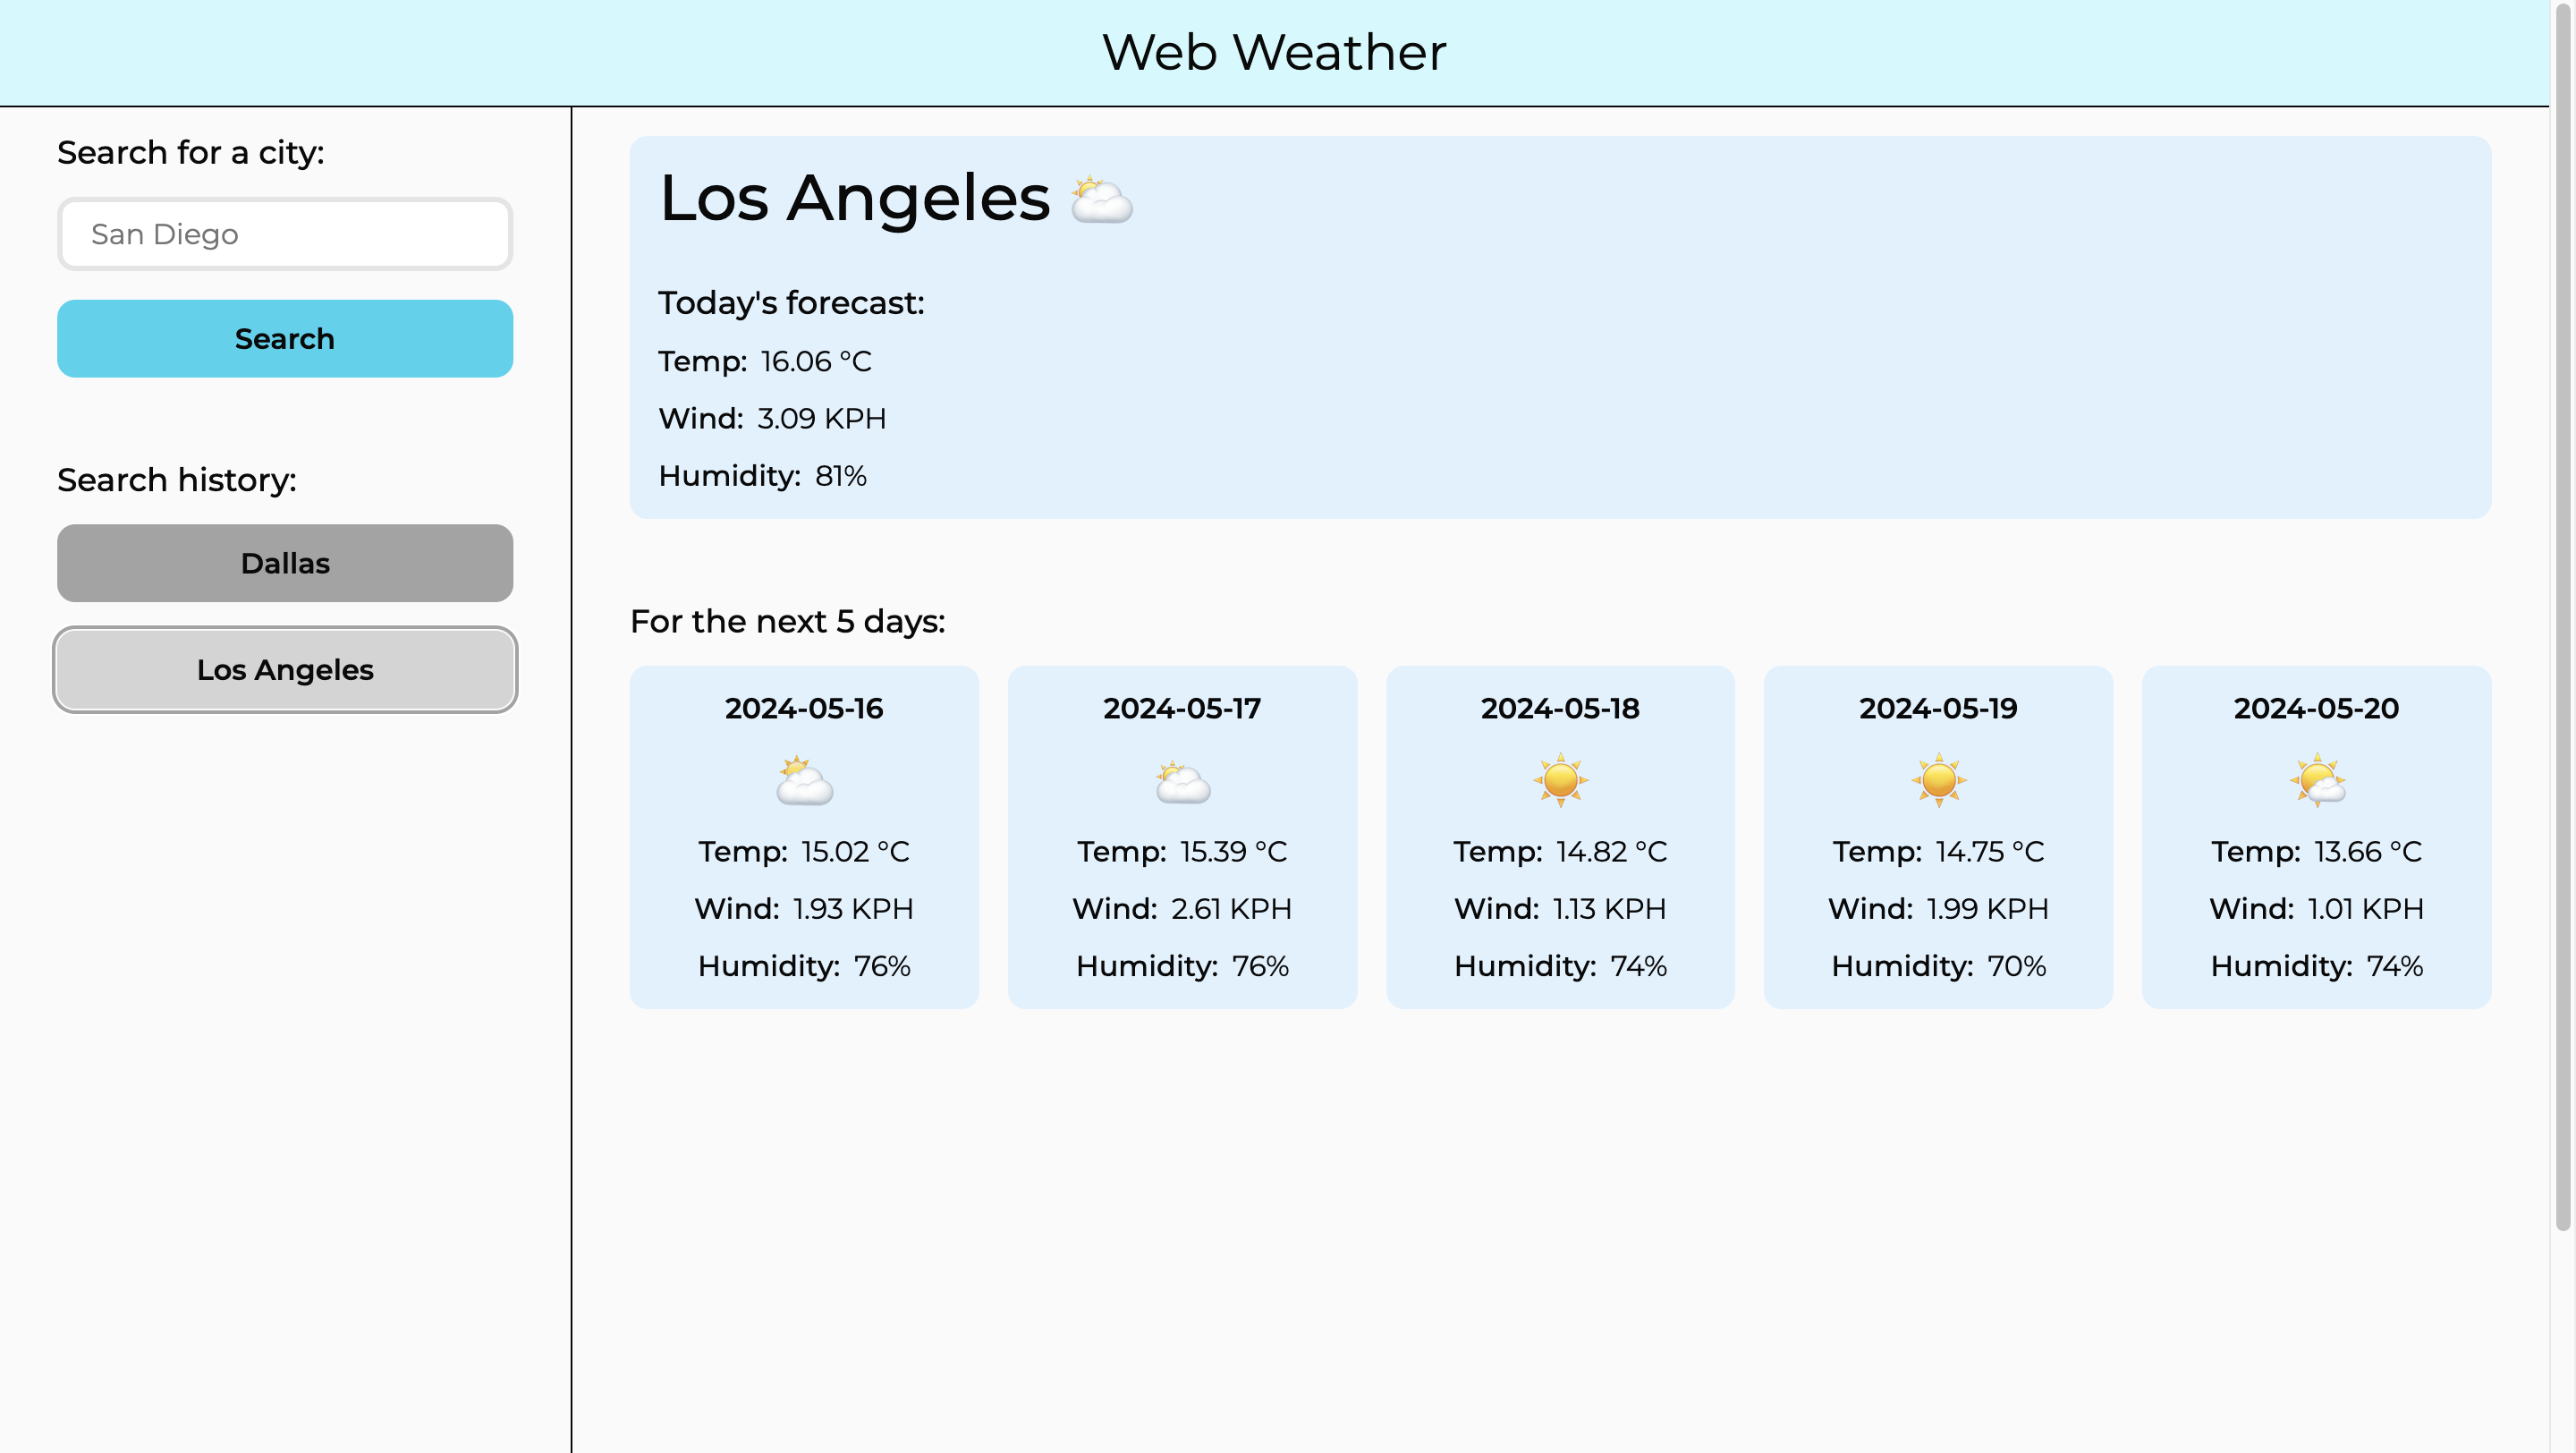 Web Weather
Search for a city:
San Diego
Search
Search history:
Dallas
Los Angeles
Los Angeles
Today's forecast:
Temp: 16.06 °C
Wind: 3.09 KPH
Humidity: 81%
For the next 5 days:
2024-05-16
Temp: 15.02 °C
Wind: 1.93 KPH
Humidity: 76%
2024-05-17
Temp: 15.39 °C
Wind: 2.61 KPH
Humidity: 76%
2024-05-18
Temp: 14.82 °C
Wind: 1.13 KPH
Humidity: 74%
2024-05-19
Temp: 14.75 °C
Wind: 1.99 KPH
Humidity: 70%
2024-05-20
Temp: 13.66 °C
Wind: 1.01 KPH
Humidity: 74%